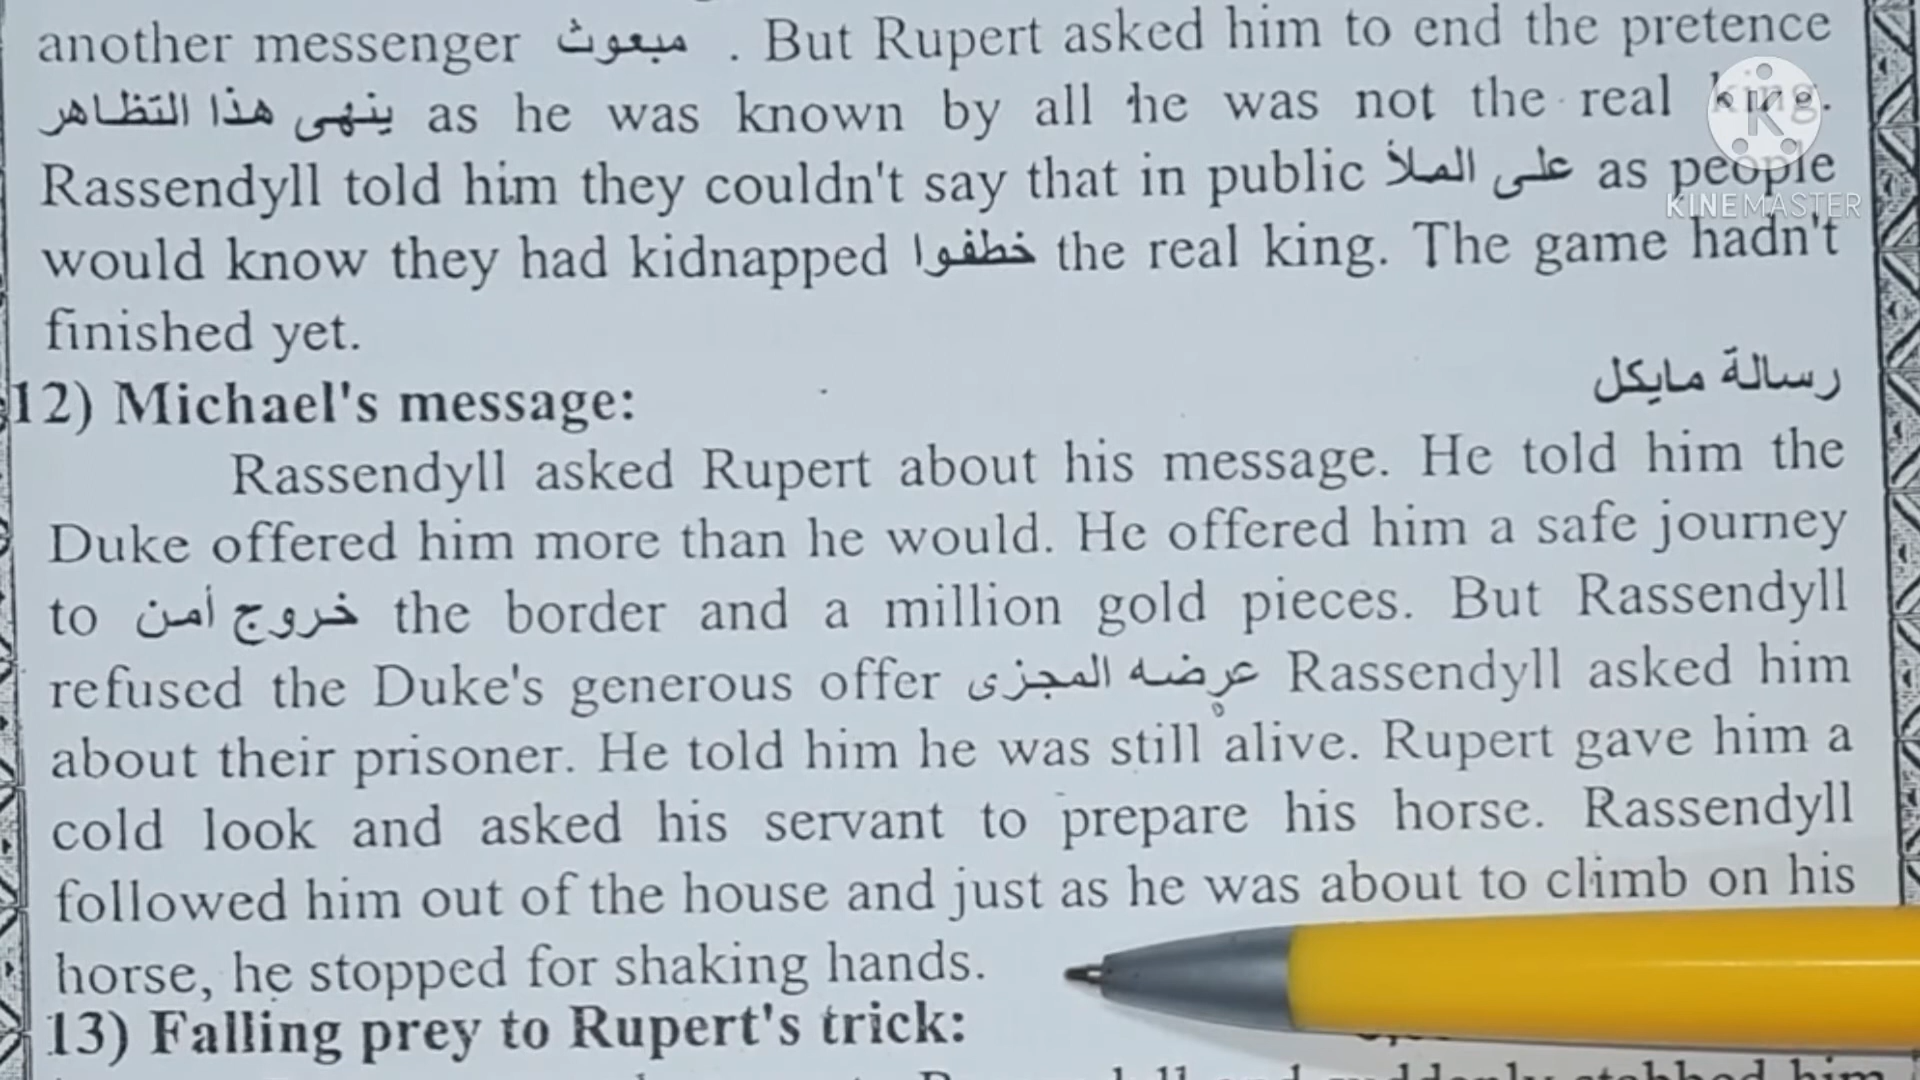 another messenger مبعوث . But Rupert asked him to end the pretence
ينهى هذا التظاهر as he was known by all he was not the real king.
Rassendyll told him they couldn't say that in public على الملأ as people
would know they had kidnapped خطفوا the real king. The game hadn't
finished yet.
12) Michael's message: رسالة مايكل
Rassendyll asked Rupert about his message. He told him the
Duke offered him more than he would. He offered him a safe journey
to خروج أمن the border and a million gold pieces. But Rassendyll
refused the Duke's generous offer عرضه المجزى Rassendyll asked him
about their prisoner. He told him he was still alive. Rupert gave him a
cold look and asked his servant to prepare his horse. Rassendyll
followed him out of the house and just as he was about to climb on his
horse, he stopped for shaking hands.
13) Falling prey to Rupert's trick:
suddenly stabbed him
K
KINEMASTER